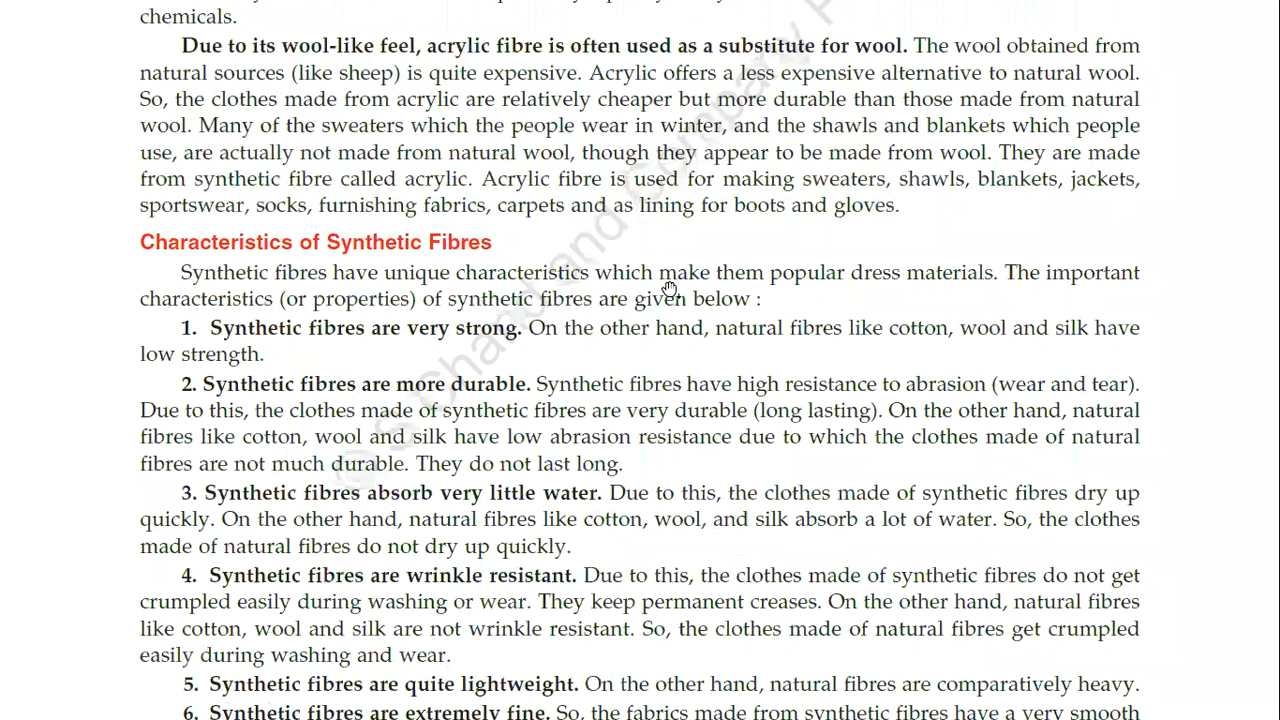 chemicals.
Due to its wool-like feel, acrylic fibre is often used as a substitute for wool. The wool obtained from
natural sources (like sheep) is quite expensive. Acrylic offers a less expensive alternative to natural wool.
So, the clothes made from acrylic are relatively cheaper but more durable than those made from natural
wool. Many of the sweaters which the people wear in winter, and the shawls and blankets which people
use, are actually not made from natural wool, though they appear to be made from wool. They are made
from synthetic fibre called acrylic. Acrylic fibre is used for making sweaters, shawls, blankets, jackets,
sportswear, socks, furnishing fabrics, carpets and as lining for boots and gloves.
Characteristics of Synthetic Fibres
Synthetic fibres have unique characteristics which make them popular dress materials. The important
characteristics (or properties) of synthetic fibres are given below :
1. Synthetic fibres are very strong. On the other hand, natural fibres like cotton, wool and silk have
low strength.
2. Synthetic fibres are more durable. Synthetic fibres have high resistance to abrasion (wear and tear).
Due to this, the clothes made of synthetic fibres are very durable (long lasting). On the other hand, natural
fibres like cotton, wool and silk have low abrasion resistance due to which the clothes made of natural
fibres are not much durable. They do not last long.
3. Synthetic fibres absorb very little water. Due to this, the clothes made of synthetic fibres dry up
quickly. On the other hand, natural fibres like cotton, wool, and silk absorb a lot of water. So, the clothes
made of natural fibres do not dry up quickly.
4. Synthetic fibres are wrinkle resistant. Due to this, the clothes made of synthetic fibres do not get
crumpled easily during washing or wear. They keep permanent creases. On the other hand, natural fibres
like cotton, wool and silk are not wrinkle resistant. So, the clothes made of natural fibres get crumpled
easily during washing and wear.
5. Synthetic fibres are quite lightweight. On the other hand, natural fibres are comparatively heavy.
6. Synthetic fibres are extremely fine. So, the fabrics made from synthetic fibres have a very smooth
© S Chand and Company